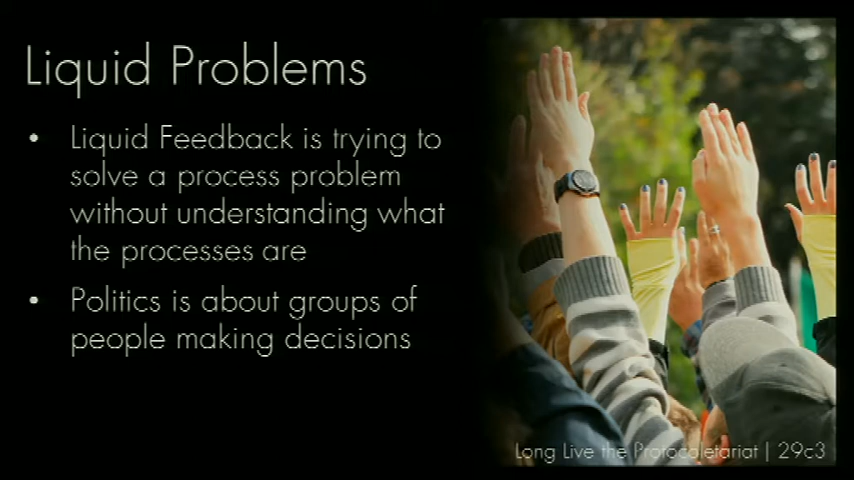 Liquid Problems
• Liquid Feedback is trying to
solve a process problem
without understanding what
the processes are
• Politics is about groups of
people making decisions
Long Live the Protocoletariat | 29c3